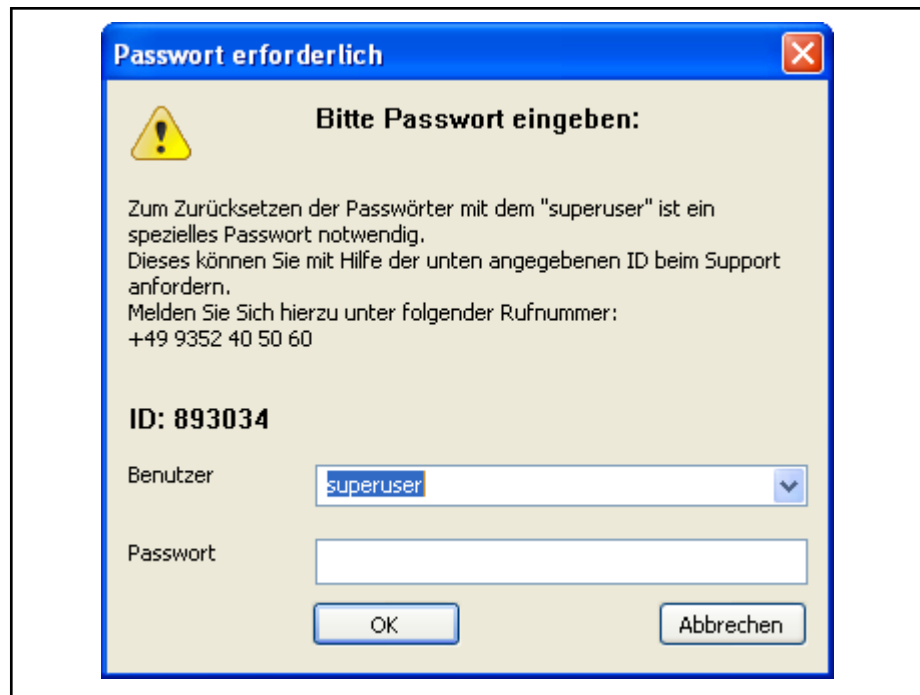 Passwort erforderlich
Bitte Passwort eingeben:
Zum Zurücksetzen der Passwörter mit dem "superuser" ist ein
spezielles Passwort notwendig.
Dieses können Sie mit Hilfe der unten angegebenen ID beim Support
anfordern.
Melden Sie Sich hierzu unter folgender Rufnummer:
+49 9352 40 50 60
ID: 893034
Benutzer
superuser
Passwort
OK
Abbrechen